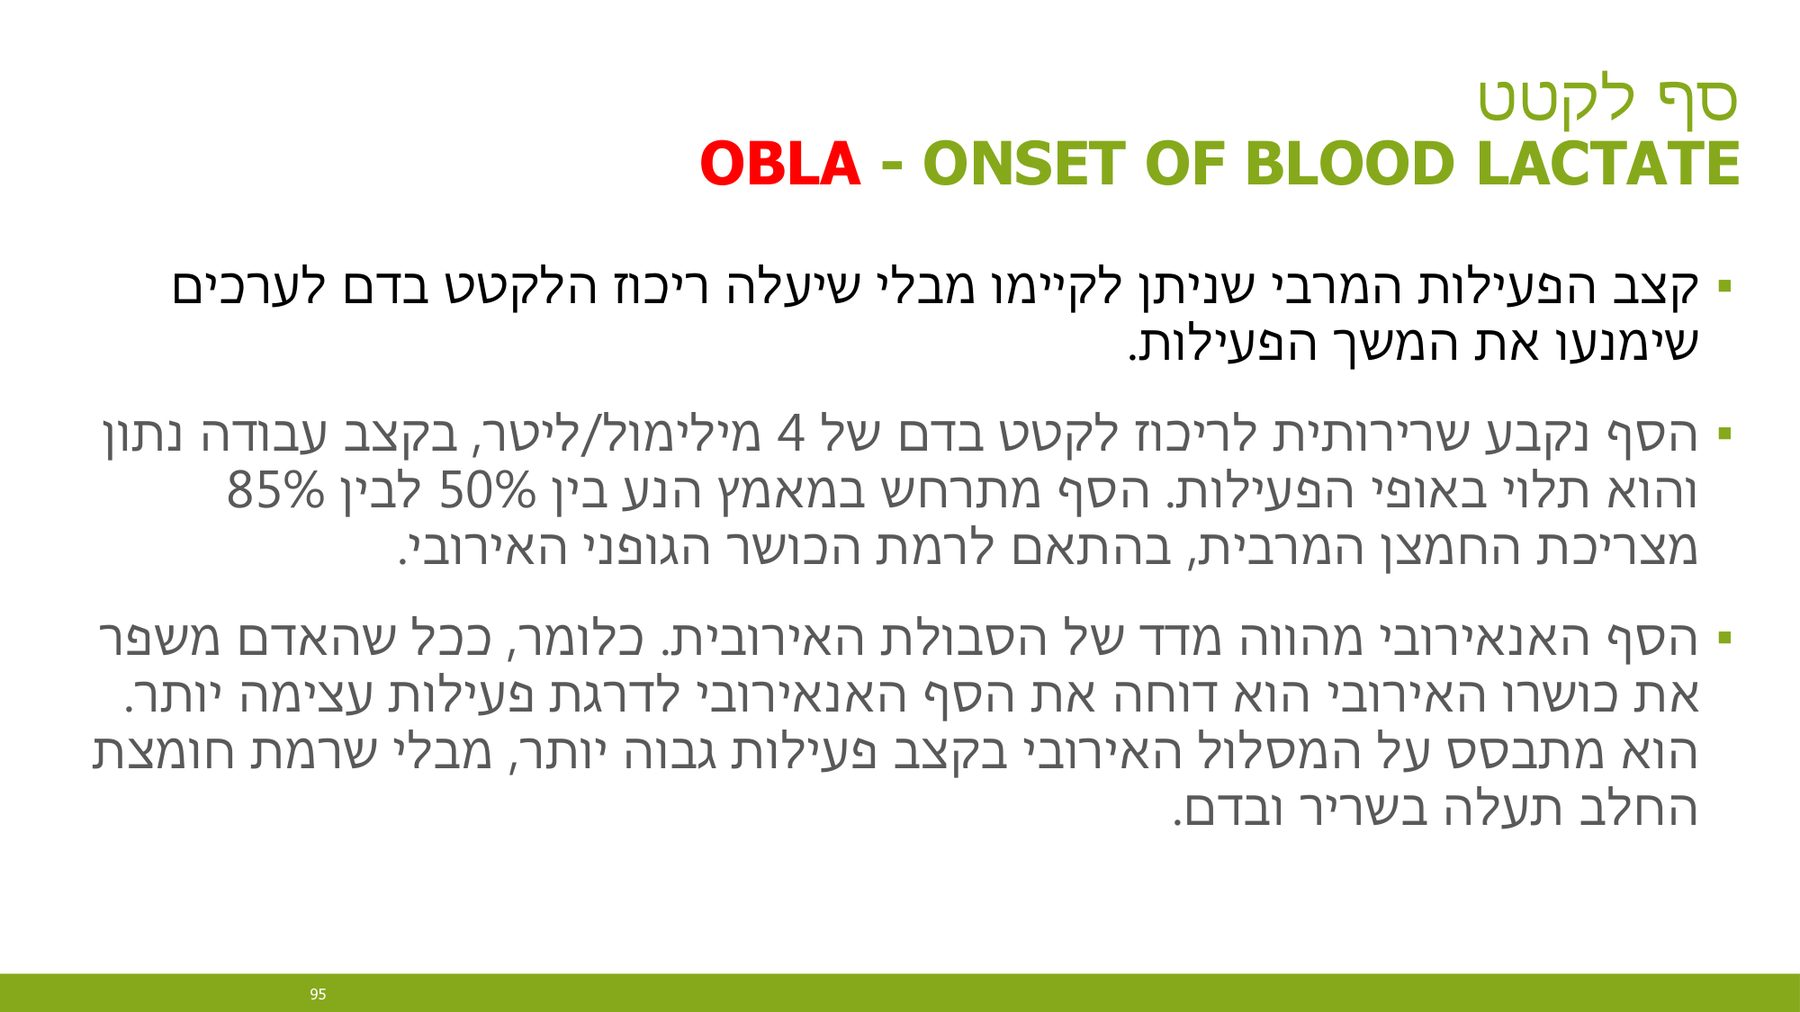 סף לקטט
OBLA - ONSET OF BLOOD LACTATE
▪ קצב הפעילות המרבי שניתן לקיימו מבלי שיעלה ריכוז הלקטט בדם לערכים
שימנעו את המשך הפעילות.
▪ הסף נקבע שרירותית לריכוז לקטט בדם של 4 מילימול/ליטר, בקצב עבודה נתון
והוא תלוי באופי הפעילות. הסף מתרחש במאמץ הנע בין 50% לבין 85%
מצריכת החמצן המרבית, בהתאם לרמת הכושר הגופני האירובי.
▪ הסף האנאירובי מהווה מדד של הסבולת האירובית. כלומר, ככל שהאדם משפר
את כושרו האירובי הוא דוחה את הסף האנאירובי לדרגת פעילות עצימה יותר.
הוא מתבסס על המסלול האירובי בקצב פעילות גבוה יותר, מבלי שרמת חומצת
החלב תעלה בשריר ובדם.
95